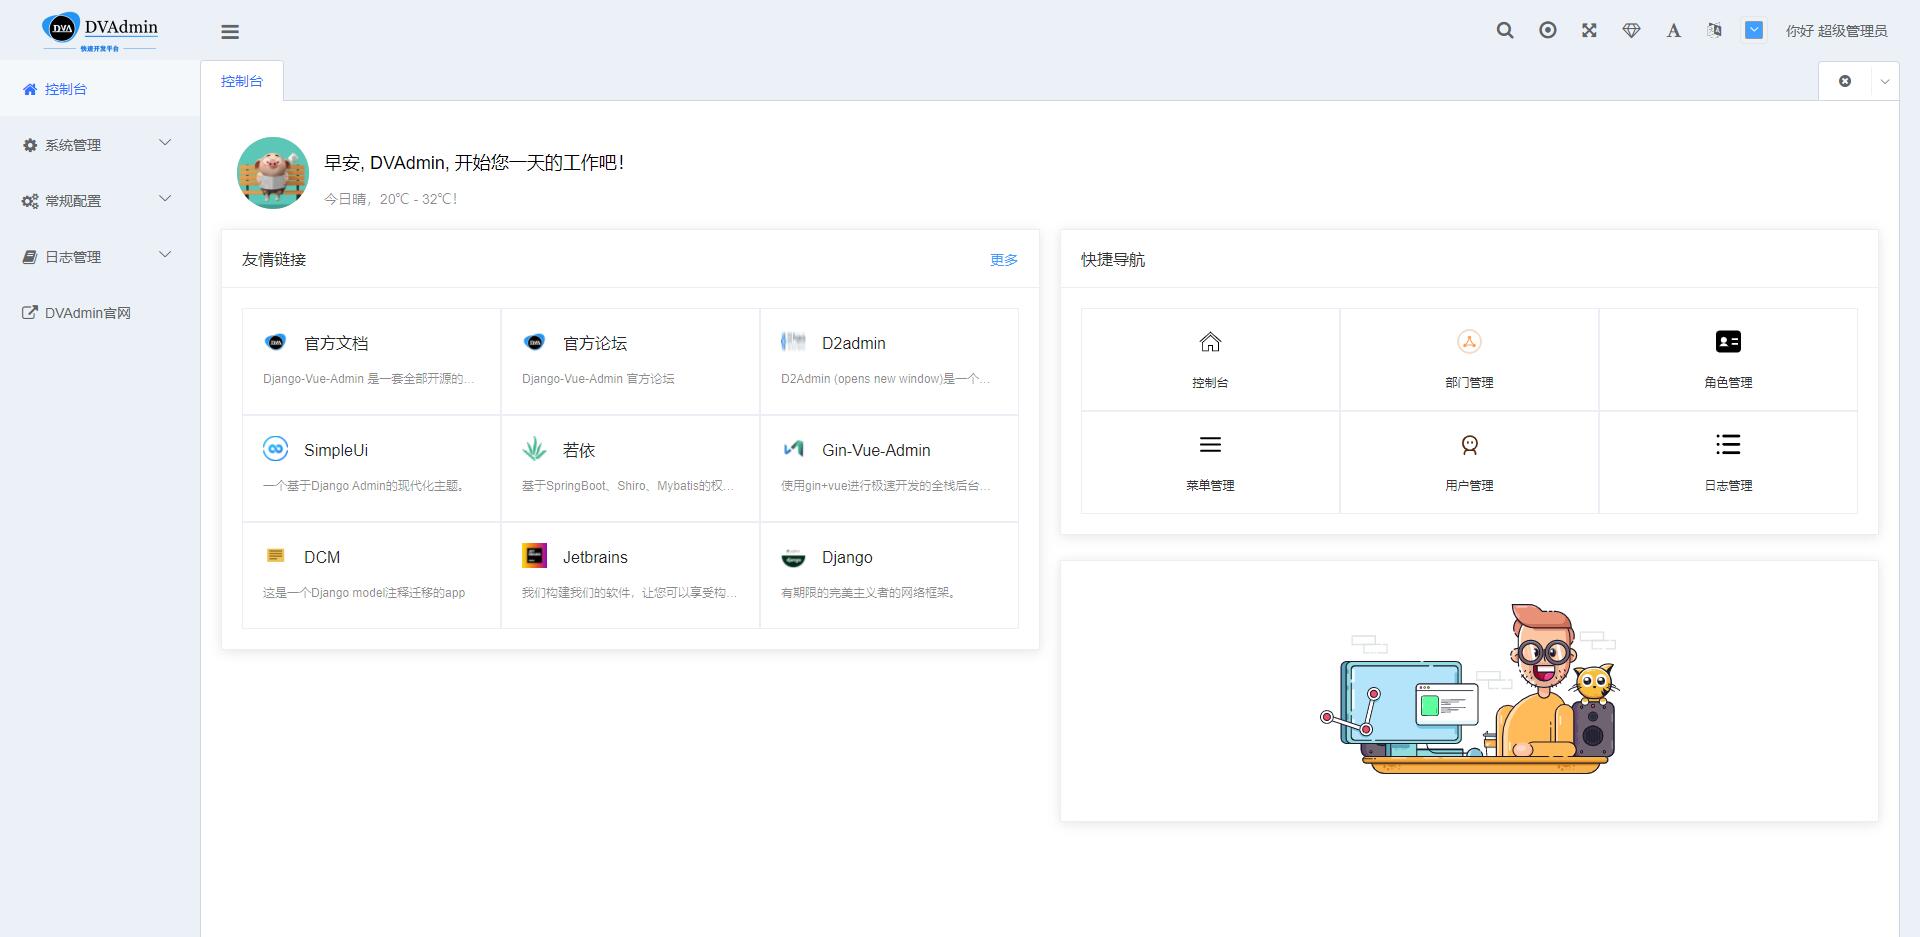 DVA DVAdmin
快速开发平台
你好 超级管理员
控制台
系统管理
常规配置
日志管理
DVAdmin官网
控制台
早安, DVAdmin, 开始您一天的工作吧!
今日晴，20℃ - 32℃!
友情链接 更多
官方文档
Django-Vue-Admin 是一套全部开源的...
官方论坛
Django-Vue-Admin 官方论坛
D2admin
D2Admin (opens new window)是一个...
SimpleUi
一个基于Django Admin的现代化主题。
若依
基于SpringBoot、Shiro、Mybatis的权...
Gin-Vue-Admin
使用gin+vue进行极速开发的全栈后台...
DCM
这是一个Django model注释迁移的app
Jetbrains
我们构建我们的软件，让您可以享受构...
Django
有期限的完美主义者的网络框架。
快捷导航
控制台
部门管理
角色管理
菜单管理
用户管理
日志管理